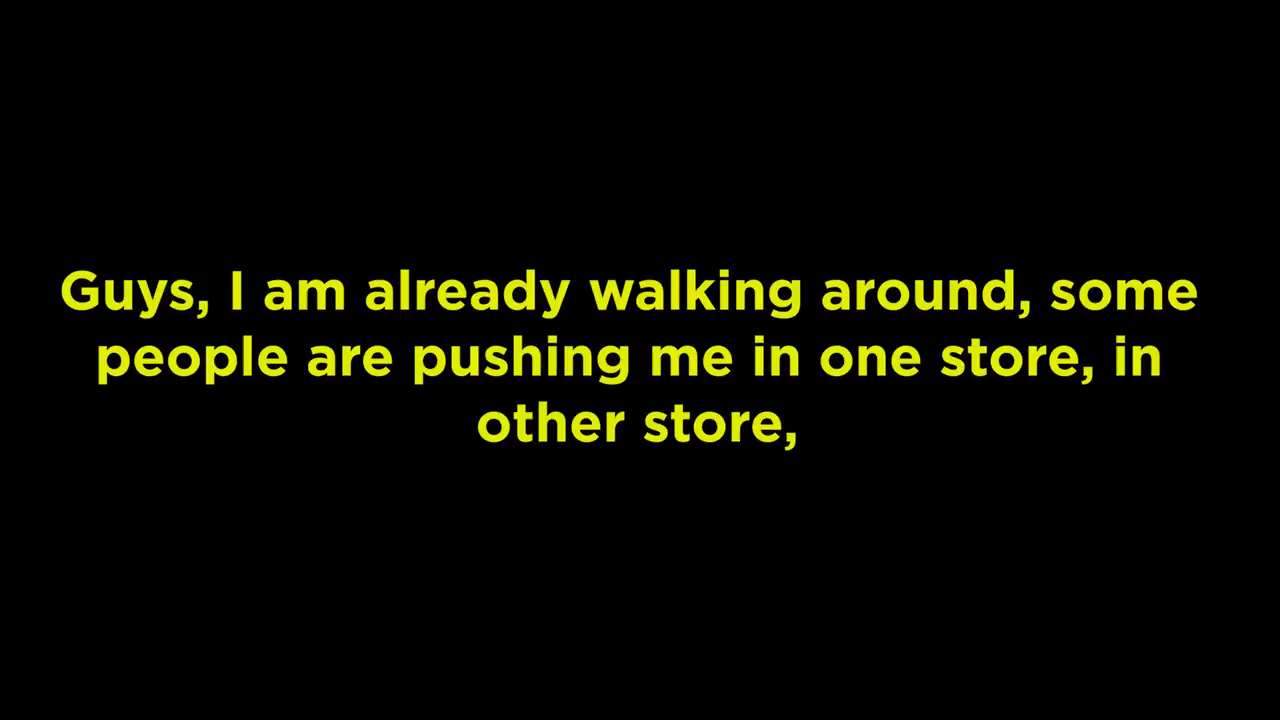 Guys, I am already walking around, some
people are pushing me in one store, in
other store,